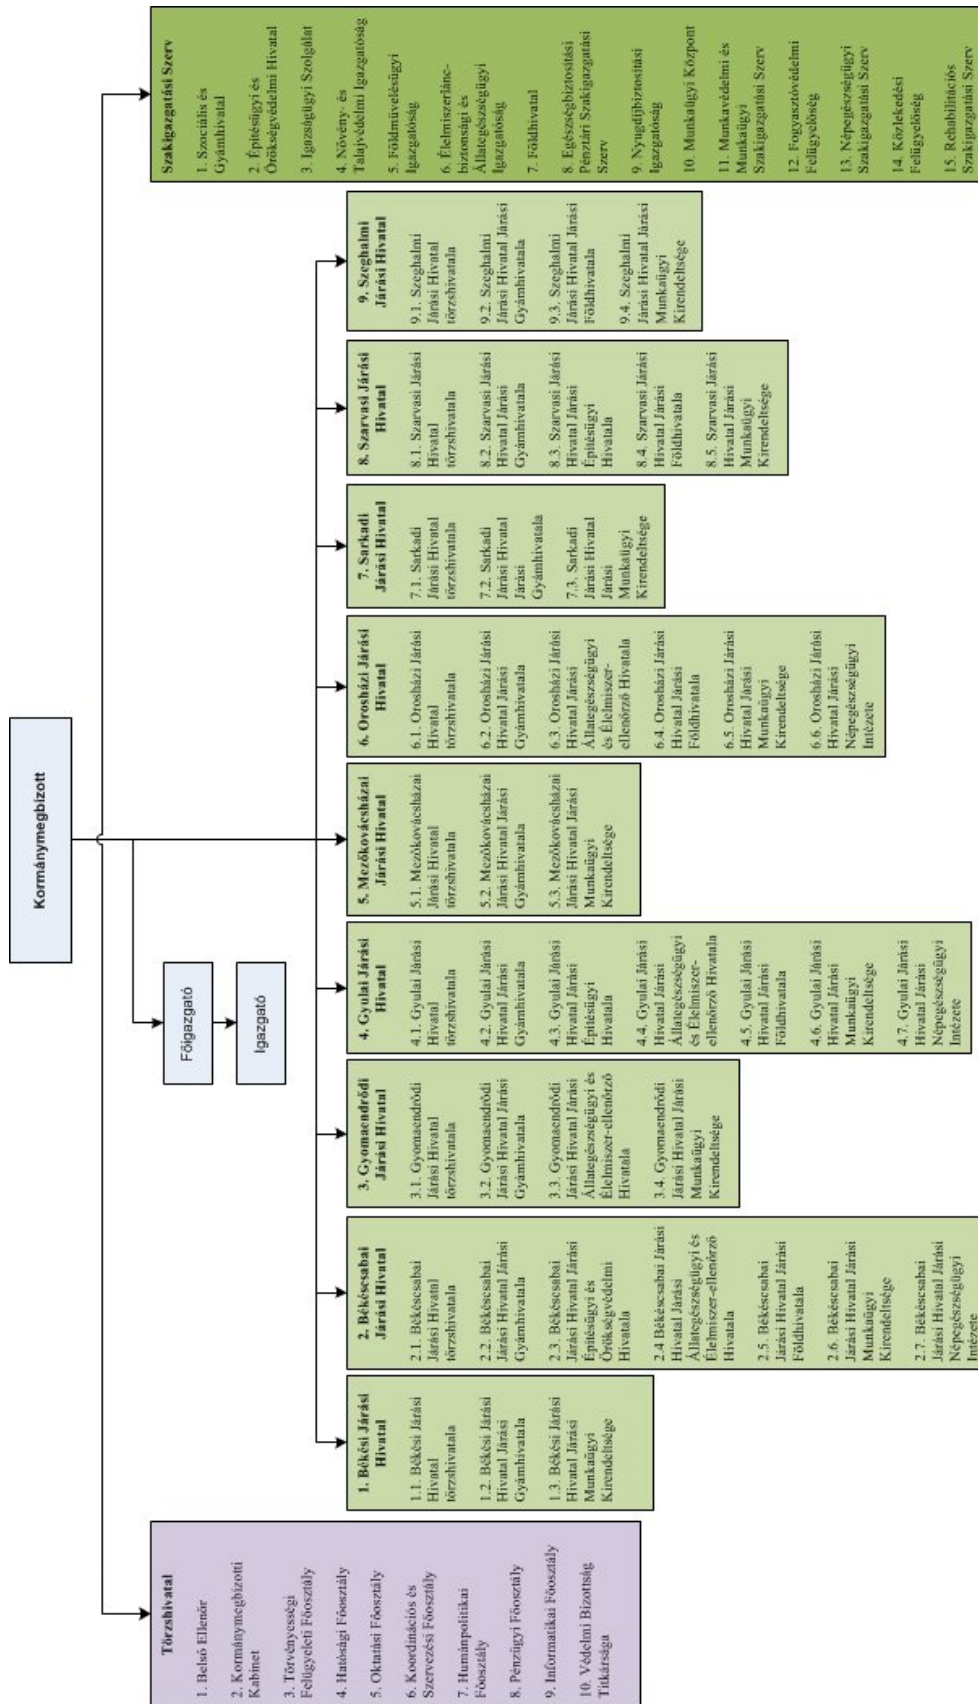 Kormánymegbízott
Főigazgató
Igazgató
Törzshivatal
1. Belső Ellenőr
2. Kormánymegbízotti
Kabinet
3. Törvényességi
Felügyeleti Főosztály
4. Hatósági Főosztály
5. Oktatási Főosztály
6. Koordinációs és
Szervezési Főosztály
7. Humánpolitikai
Főosztály
8. Pénzügyi Főosztály
9. Informatikai Főosztály
10. Védelmi Bizottság
Titkársága
1. Békési Járási
Hivatal
1.1. Békési Járási
Hivatal
törzshivatala
1.2. Békési Járási
Hivatal Járási
Gyámhivatala
1.3. Békési Járási
Hivatal Járási
Munkaügyi
Kirendeltsége
2. Békéscsabai
Járási Hivatal
2.1. Békéscsabai
Járási Hivatal
törzshivatala
2.2. Békéscsabai
Járási Hivatal Járási
Gyámhivatala
2.3. Békéscsabai
Járási Hivatal Járási
Építésügyi és
Örökségvédelmi
Hivatala
2.4 Békéscsabai Járási
Hivatal Járási
Állategészségügyi és
Élelmiszer-ellenőrző
Hivatala
2.5. Békéscsabai
Járási Hivatal Járási
Földhivatala
2.6. Békéscsabai
Járási Hivatal Járási
Munkaügyi
Kirendeltsége
2.7. Békéscsabai
Járási Hivatal Járási
Népegészségügyi
Intézete
3. Gyomaendrődi
Járási Hivatal
3.1. Gyomaendrődi
Járási Hivatal
törzshivatala
3.2. Gyomaendrődi
Járási Hivatal Járási
Gyámhivatala
3.3. Gyomaendrődi
Járási Hivatal Járási
Állategészségügyi és
Élelmiszer-ellenőrző
Hivatala
3.4. Gyomaendrődi
Járási Hivatal Járási
Munkaügyi
Kirendeltsége
4. Gyulai Járási
Hivatal
4.1. Gyulai Járási
Hivatal
törzshivatala
4.2. Gyulai Járási
Hivatal Járási
Gyámhivatala
4.3. Gyulai Járási
Hivatal Járási
Építésügyi
Hivatala
4.4. Gyulai Járási
Hivatal Járási
Állategészségügyi
és Élelmiszer-
ellenőrző Hivatala
4.5. Gyulai Járási
Hivatal Járási
Földhivatala
4.6. Gyulai Járási
Hivatal Járási
Munkaügyi
Kirendeltsége
4.7. Gyulai Járási
Hivatal Járási
Népegészségügyi
Intézete
5. Mezőkovácsházai
Járási Hivatal
5.1. Mezőkovácsházai
Járási Hivatal
törzshivatala
5.2. Mezőkovácsházai
Járási Hivatal Járási
Gyámhivatala
5.3. Mezőkovácsházai
Járási Hivatal Járási
Munkaügyi
Kirendeltsége
6. Orosházi Járási
Hivatal
6.1. Orosházi Járási
Hivatal
törzshivatala
6.2. Orosházi Járási
Hivatal Járási
Gyámhivatala
6.3. Orosházi Járási
Hivatal Járási
Állategészségügyi
és Élelmiszer-
ellenőrző Hivatala
6.4. Orosházi Járási
Hivatal Járási
Földhivatala
6.5. Orosházi Járási
Hivatal Járási
Munkaügyi
Kirendeltsége
6.6. Orosházi Járási
Hivatal Járási
Népegészségügyi
Intézete
7. Sarkadi
Járási Hivatal
7.1. Sarkadi
Járási Hivatal
törzshivatala
7.2. Sarkadi
Járási Hivatal
Járási
Gyámhivatala
7.3. Sarkadi
Járási Hivatal
Járási
Munkaügyi
Kirendeltsége
8. Szarvasi Járási
Hivatal
8.1. Szarvasi Járási
Hivatal
törzshivatala
8.2. Szarvasi Járási
Hivatal Járási
Gyámhivatala
8.3. Szarvasi Járási
Hivatal Járási
Építésügyi
Hivatala
8.4. Szarvasi Járási
Hivatal Járási
Földhivatala
8.5. Szarvasi Járási
Hivatal Járási
Munkaügyi
Kirendeltsége
9. Szeghalmi
Járási Hivatal
9.1. Szeghalmi
Járási Hivatal
törzshivatala
9.2. Szeghalmi
Járási Hivatal Járási
Gyámhivatala
9.3. Szeghalmi
Járási Hivatal Járási
Földhivatala
9.4. Szeghalmi
Járási Hivatal Járási
Munkaügyi
Kirendeltsége
Szakigazgatási Szerv
1. Szociális és
Gyámhivatal
2. Építésügyi és
Örökségvédelmi Hivatal
3. Igazságügyi Szolgálat
4. Növény- és
Talajvédelmi Igazgatóság
5. Földművelésügyi
Igazgatóság
6. Élelmiszerlánc-
biztonsági és
Állategészségügyi
Igazgatóság
7. Földhivatal
8. Egészségbiztosítási
Pénztári Szakigazgatási
Szerv
9. Nyugdíjbiztosítási
Igazgatóság
10. Munkaügyi Központ
11. Munkavédelmi és
Munkaügyi
Szakigazgatási Szerv
12. Fogyasztóvédelmi
Felügyelőség
13. Népegészségügyi
Szakigazgatási Szerv
14. Közlekedési
Felügyelőség
15. Rehabilitációs
Szakigazgatási Szerv